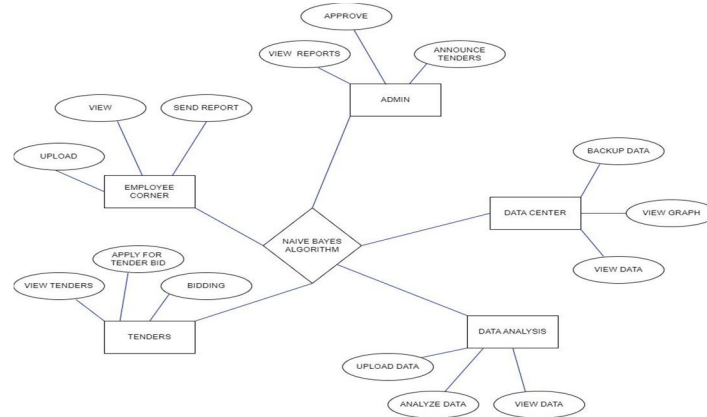 APPROVE
VIEW REPORTS
ANNOUNCE
TENDERS
ADMIN
VIEW
SEND REPORT
UPLOAD
EMPLOYEE
CORNER
BACKUP DATA
DATA CENTER
VIEW GRAPH
VIEW DATA
NAIVE BAYES
ALGORITHM
APPLY FOR
TENDER BID
VIEW TENDERS
BIDDING
TENDERS
DATA ANALYSIS
UPLOAD DATA
ANALYZE DATA
VIEW DATA